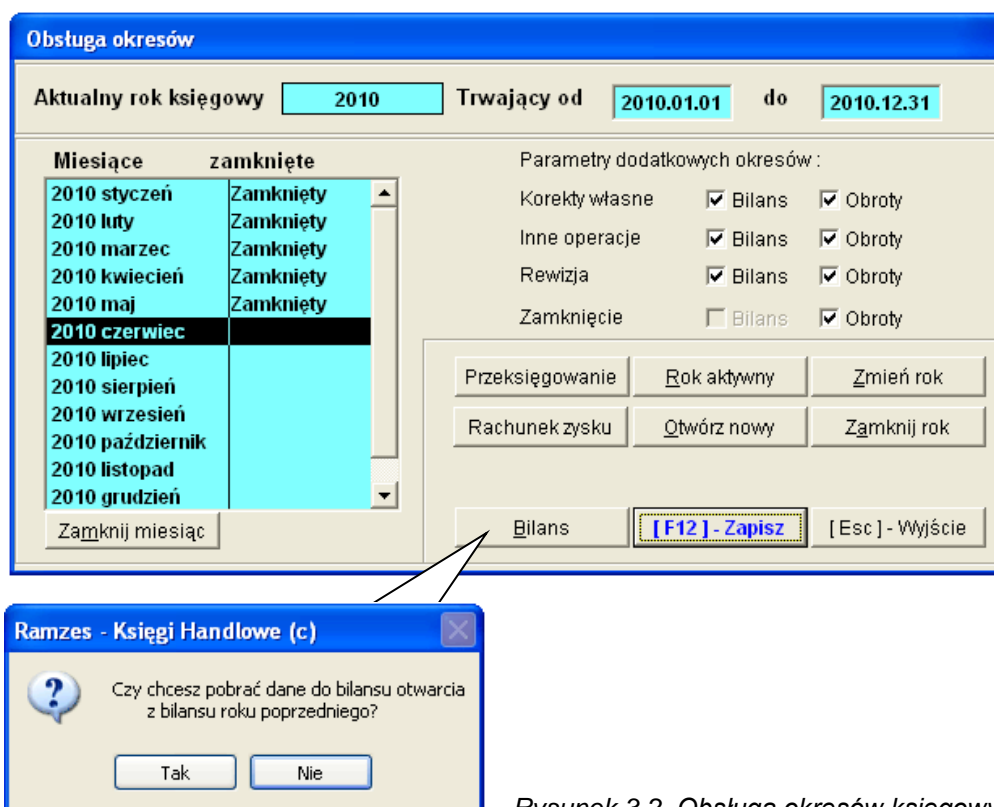 Obsługa okresów
Aktualny rok księgowy 2010 Trwający od 2010.01.01 do 2010.12.31
Miesiące zamknięte
2010 styczeń Zamknięty
2010 luty Zamknięty
2010 marzec Zamknięty
2010 kwiecień Zamknięty
2010 maj Zamknięty
2010 czerwiec
2010 lipiec
2010 sierpień
2010 wrzesień
2010 październik
2010 listopad
2010 grudzień
Zamknij miesiąc
Parametry dodatkowych okresów :
Korekty własne Bilans Obroty
Inne operacje Bilans Obroty
Rewizja Bilans Obroty
Zamknięcie Bilans Obroty
Przeksięgowanie Rok aktywny Zmień rok
Rachunek zysku Otwórz nowy Zamknij rok
Bilans [ F12 ] - Zapisz [ Esc ] - Wyjście
Ramzes - Księgi Handlowe (c)
Czy chcesz pobrać dane do bilansu otwarcia
z bilansu roku poprzedniego?
Tak Nie
Rysunek 3.2. Obsługa okresów